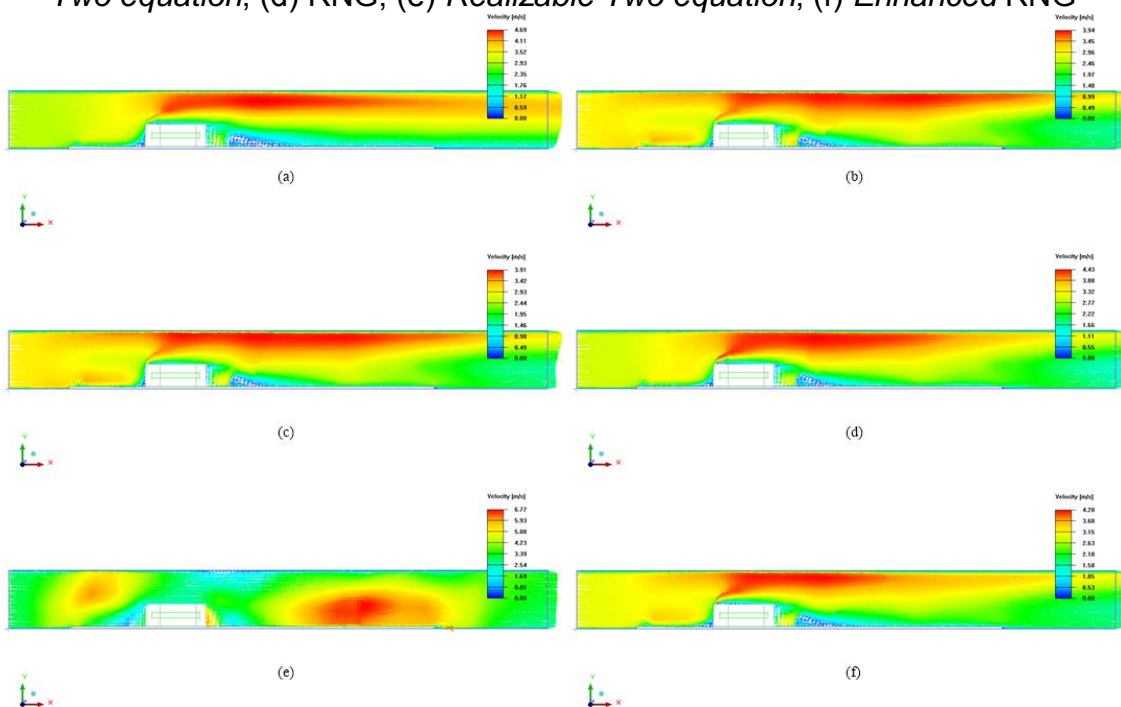 Two equation, (d) RNG, (e) Realizable Two equation, (f) Enhanced RNG
Velocity [m/s]
4.69
4.11
3.52
2.93
2.35
1.76
1.17
0.59
0.00
Velocity [m/s]
3.94
3.45
2.96
2.46
1.97
1.48
0.99
0.49
0.00
(a)
(b)
Y
X
Y
X
Velocity [m/s]
3.91
3.42
2.93
2.44
1.95
1.46
0.98
0.49
0.00
Velocity [m/s]
4.43
3.88
3.32
2.77
2.22
1.66
1.11
0.55
0.00
(c)
(d)
Y
X
Y
X
Velocity [m/s]
6.77
5.93
5.08
4.23
3.39
2.54
1.69
0.85
0.00
Velocity [m/s]
4.20
3.68
3.15
2.63
2.10
1.58
1.05
0.53
0.00
(e)
(f)
Y
X
Y
X